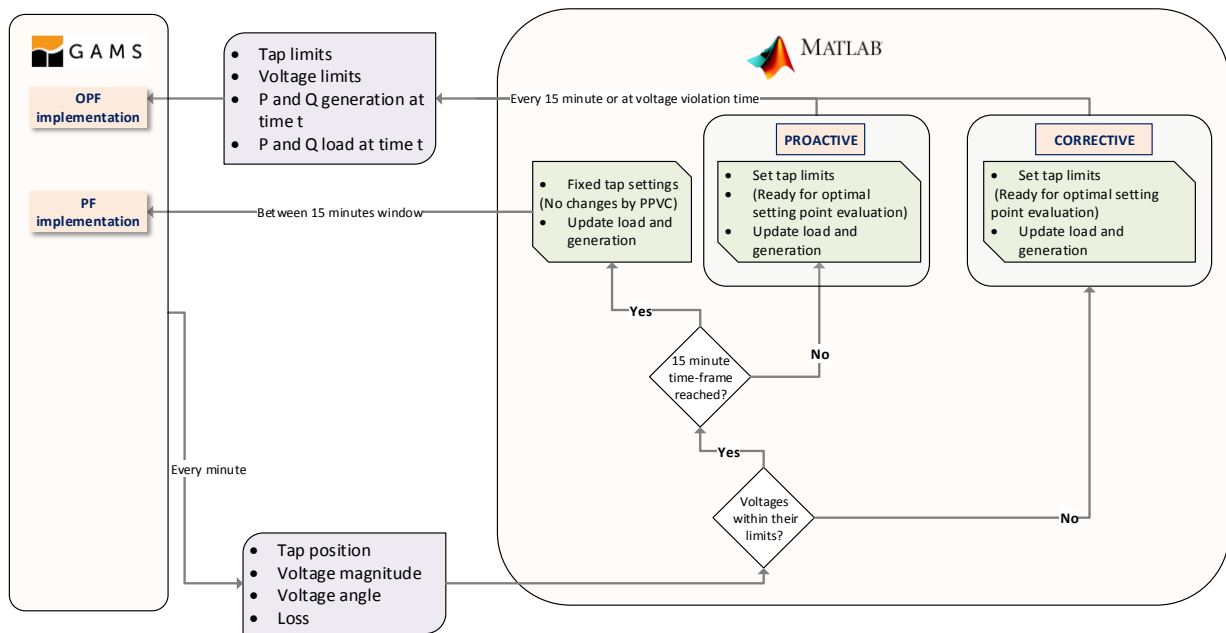 GAMS
OPF
implementation
PF
implementation
• Tap limits
• Voltage limits
• P and Q generation at
time t
• P and Q load at time t
MATLAB
Every 15 minute or at voltage violation time
Between 15 minutes window
• Fixed tap settings
(No changes by PPVC)
• Update load and
generation
PROACTIVE
• Set tap limits
• (Ready for optimal
setting point evaluation)
• Update load and
generation
CORRECTIVE
• Set tap limits
(Ready for optimal setting
point evaluation)
• Update load and
generation
Yes
No
15 minute
time-frame
reached?
Yes
Voltages
within their
limits?
No
Every minute
• Tap position
• Voltage magnitude
• Voltage angle
• Loss